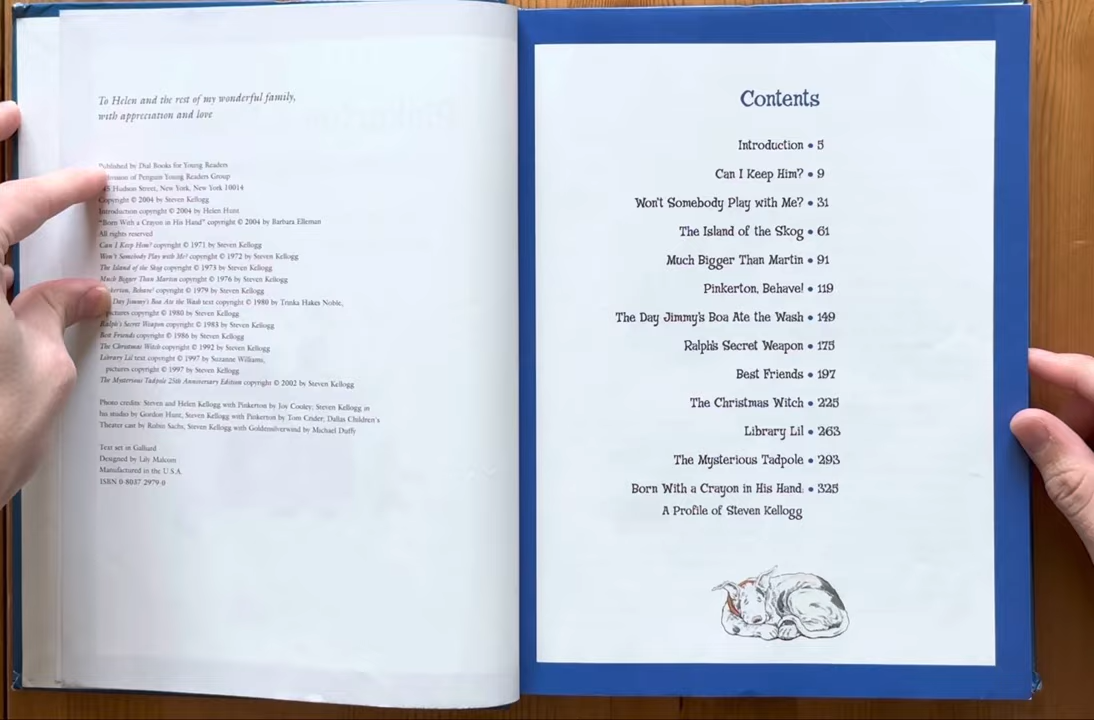 To Helen and the rest of my wonderful family,
with appreciation and love
Published by Dial Books for Young Readers
of Penguin Young Readers Group
Hudson Street, New York, New York 10014
Copyright © 2004 by Steven Kellogg
Introduction copyright © 2004 by Helen Hunt
"Born With a Crayon in His Hand" copyright © 2004 by Barbara Elleman
All rights reserved
Can I Keep Him? copyright © 1971 by Steven Kellogg
Won't Somebody Play with Me? copyright © 1972 by Steven Kellogg
The Island of the Skog copyright © 1973 by Steven Kellogg
Much Bigger Than Martin copyright © 1976 by Steven Kellogg
Behave! copyright © 1979 by Steven Kellogg
Day Jimmy's Boa Ate the Wash text copyright © 1980 by Trinka Hakes Noble,
pictures copyright © 1980 by Steven Kellogg
Ralph's Secret Weapon copyright © 1983 by Steven Kellogg
Best Friends copyright © 1986 by Steven Kellogg
The Christmas Witch copyright © 1992 by Steven Kellogg
Library Lil text copyright © 1997 by Suzanne Williams,
pictures copyright © 1997 by Steven Kellogg
The Mysterious Tadpole 25th Anniversary Edition copyright © 2002 by Steven Kellogg
Photo credits: Steven and Helen Kellogg with Pinkerton by Joy Cooley; Steven Kellogg in
his studio by Gordon Hunt, Steven Kellogg with Pinkerton by Tom Crider, Dallas Children's
Theater cast by Robin Sachs, Steven Kellogg with Goldensilverwind by Michael Duffy
Text set in Galliard
Designed by Lily Malcom
Manufactured in the U.S.A.
ISBN 0-8037-2979-0
Contents
Introduction • 5
Can I Keep Him? • 9
Won't Somebody Play with Me? • 31
The Island of the Skog • 61
Much Bigger Than Martin • 91
Pinkerton, Behave! • 119
The Day Jimmy's Boa Ate the Wash • 149
Ralph's Secret Weapon • 175
Best Friends • 197
The Christmas Witch • 225
Library Lil • 263
The Mysterious Tadpole • 293
Born With a Crayon in His Hand: • 325
A Profile of Steven Kellogg